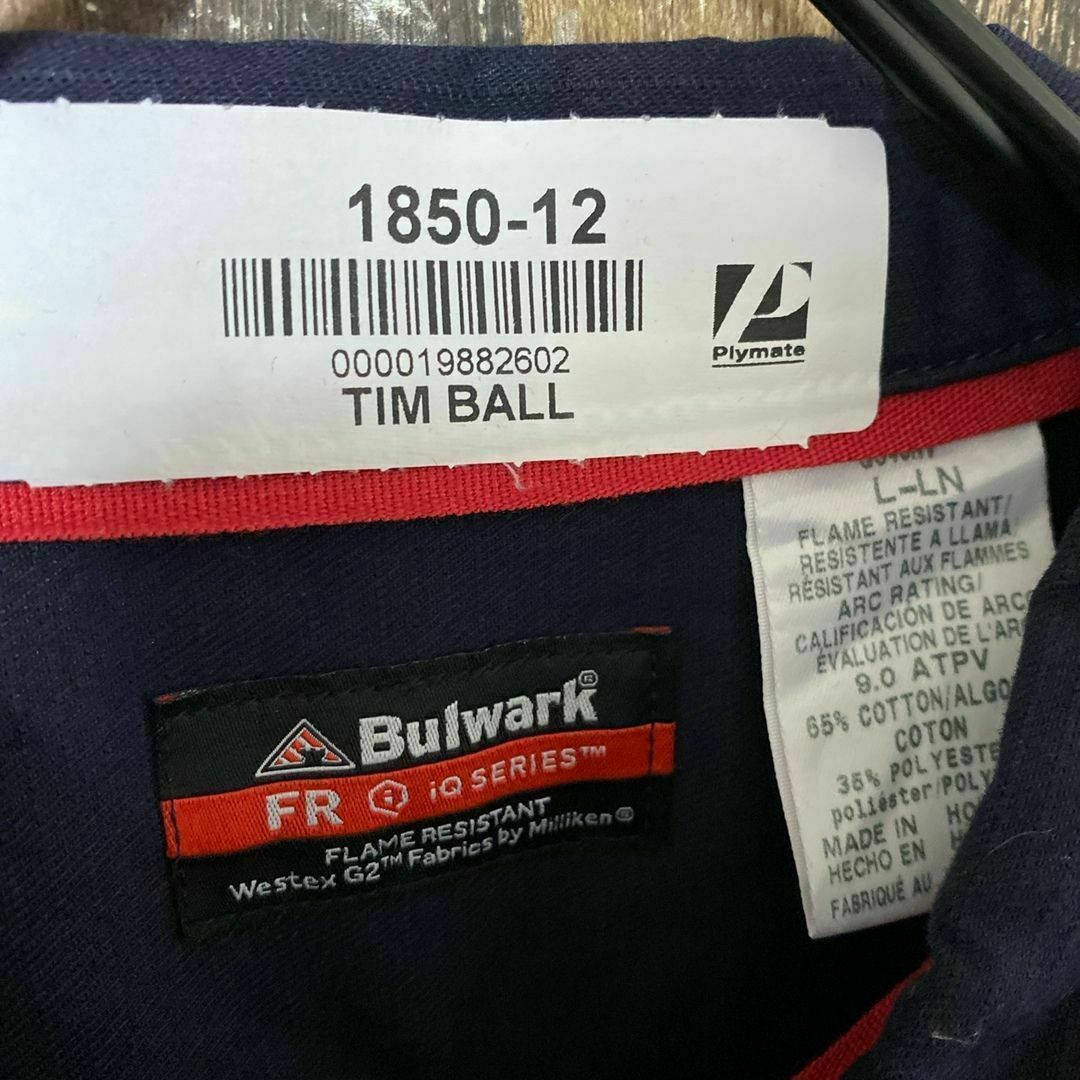 1850-12
000019882602
TIM BALL
Plymate
L-LN
FLAME RESISTANT/
RESISTENTE A LLAMA/
RÉSISTANT AUX FLAMMES
ARC RATING/
CALIFICACIÓN DE ARC
ÉVALUATION DE L'AR
9.0 ATPV
65% COTTON/ALGO
COTON
35% POLYESTE
poliéster/POLY
MADE IN HO
HECHO EN H
FABRIQUÉ AU
Bulwark®
FR iQ SERIES™
FLAME RESISTANT
Westex G2™ Fabrics by Milliken®